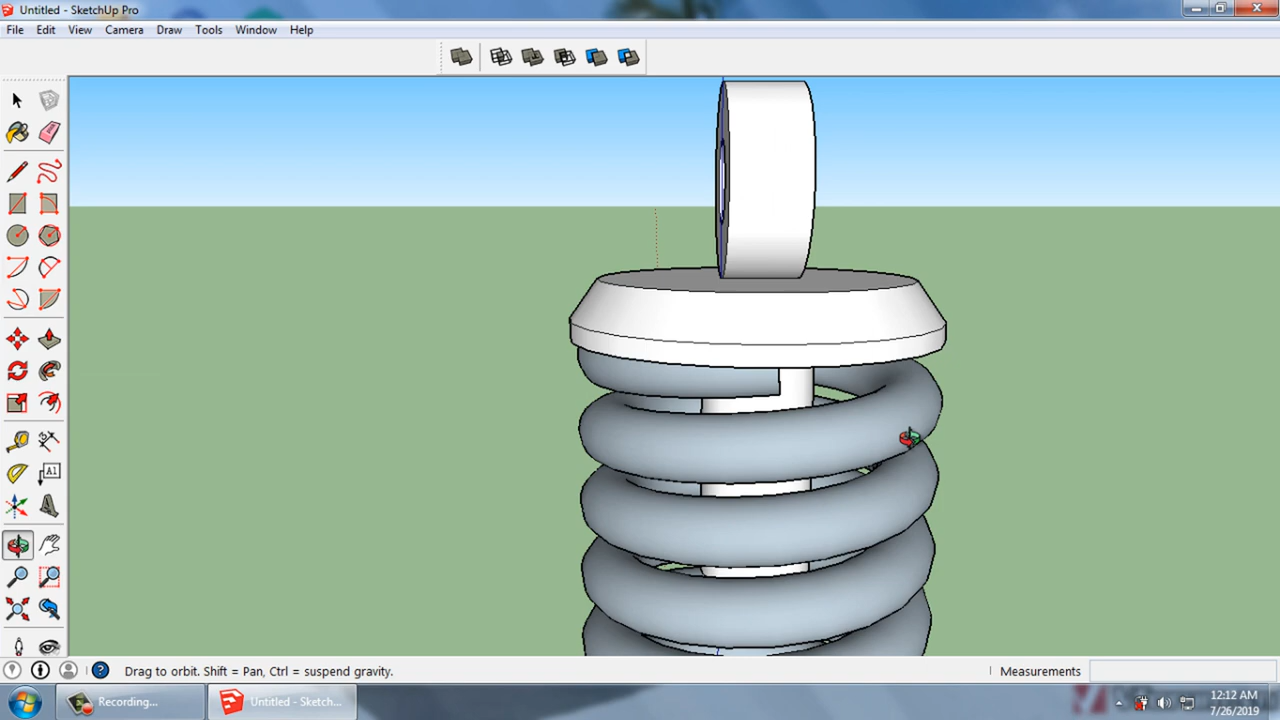 Untitled - SketchUp Pro
File Edit View Camera Draw Tools Window Help
A1
Drag to orbit. Shift = Pan, Ctrl = suspend gravity.
Measurements
Recording...
Untitled - Sketch...
12:12 AM
7/26/2019